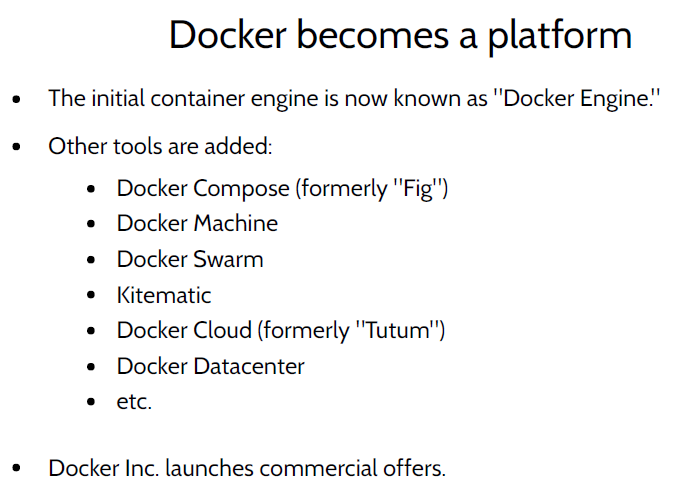 Docker becomes a platform
• The initial container engine is now known as "Docker Engine."
• Other tools are added:
• Docker Compose (formerly "Fig")
• Docker Machine
• Docker Swarm
• Kitematic
• Docker Cloud (formerly "Tutum")
• Docker Datacenter
• etc.
• Docker Inc. launches commercial offers.